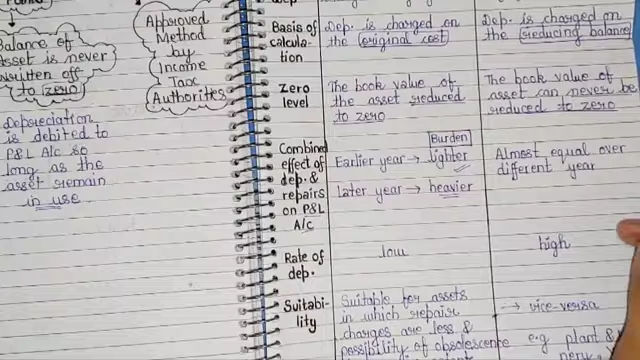 Balance of
Asset is never
written off
to zero
Approved
Method
by
Income
Tax
Authorites
Depreciation
is debited to
P&L A/c so
long as the
asset remain
in use
Basis of
calcula-
tion
Dep. is charged on
the original cost
Dep. is charged on
the reducing balance
Zero
level
The book value of
the asset reduced
to zero
The book value of
asset can never be
reduced to zero
Combined
effect of
dep. &
repairs
on P&L
A/c
Burden
Earlier year → lighter
Later year → heavier
Almost equal over
different year
Rate of
dep.
low
high
Suitabi-
lity
Suitable for assets
in which repair
charges are less &
possibility of obsolescence
→ vice-versa
e.g plant &